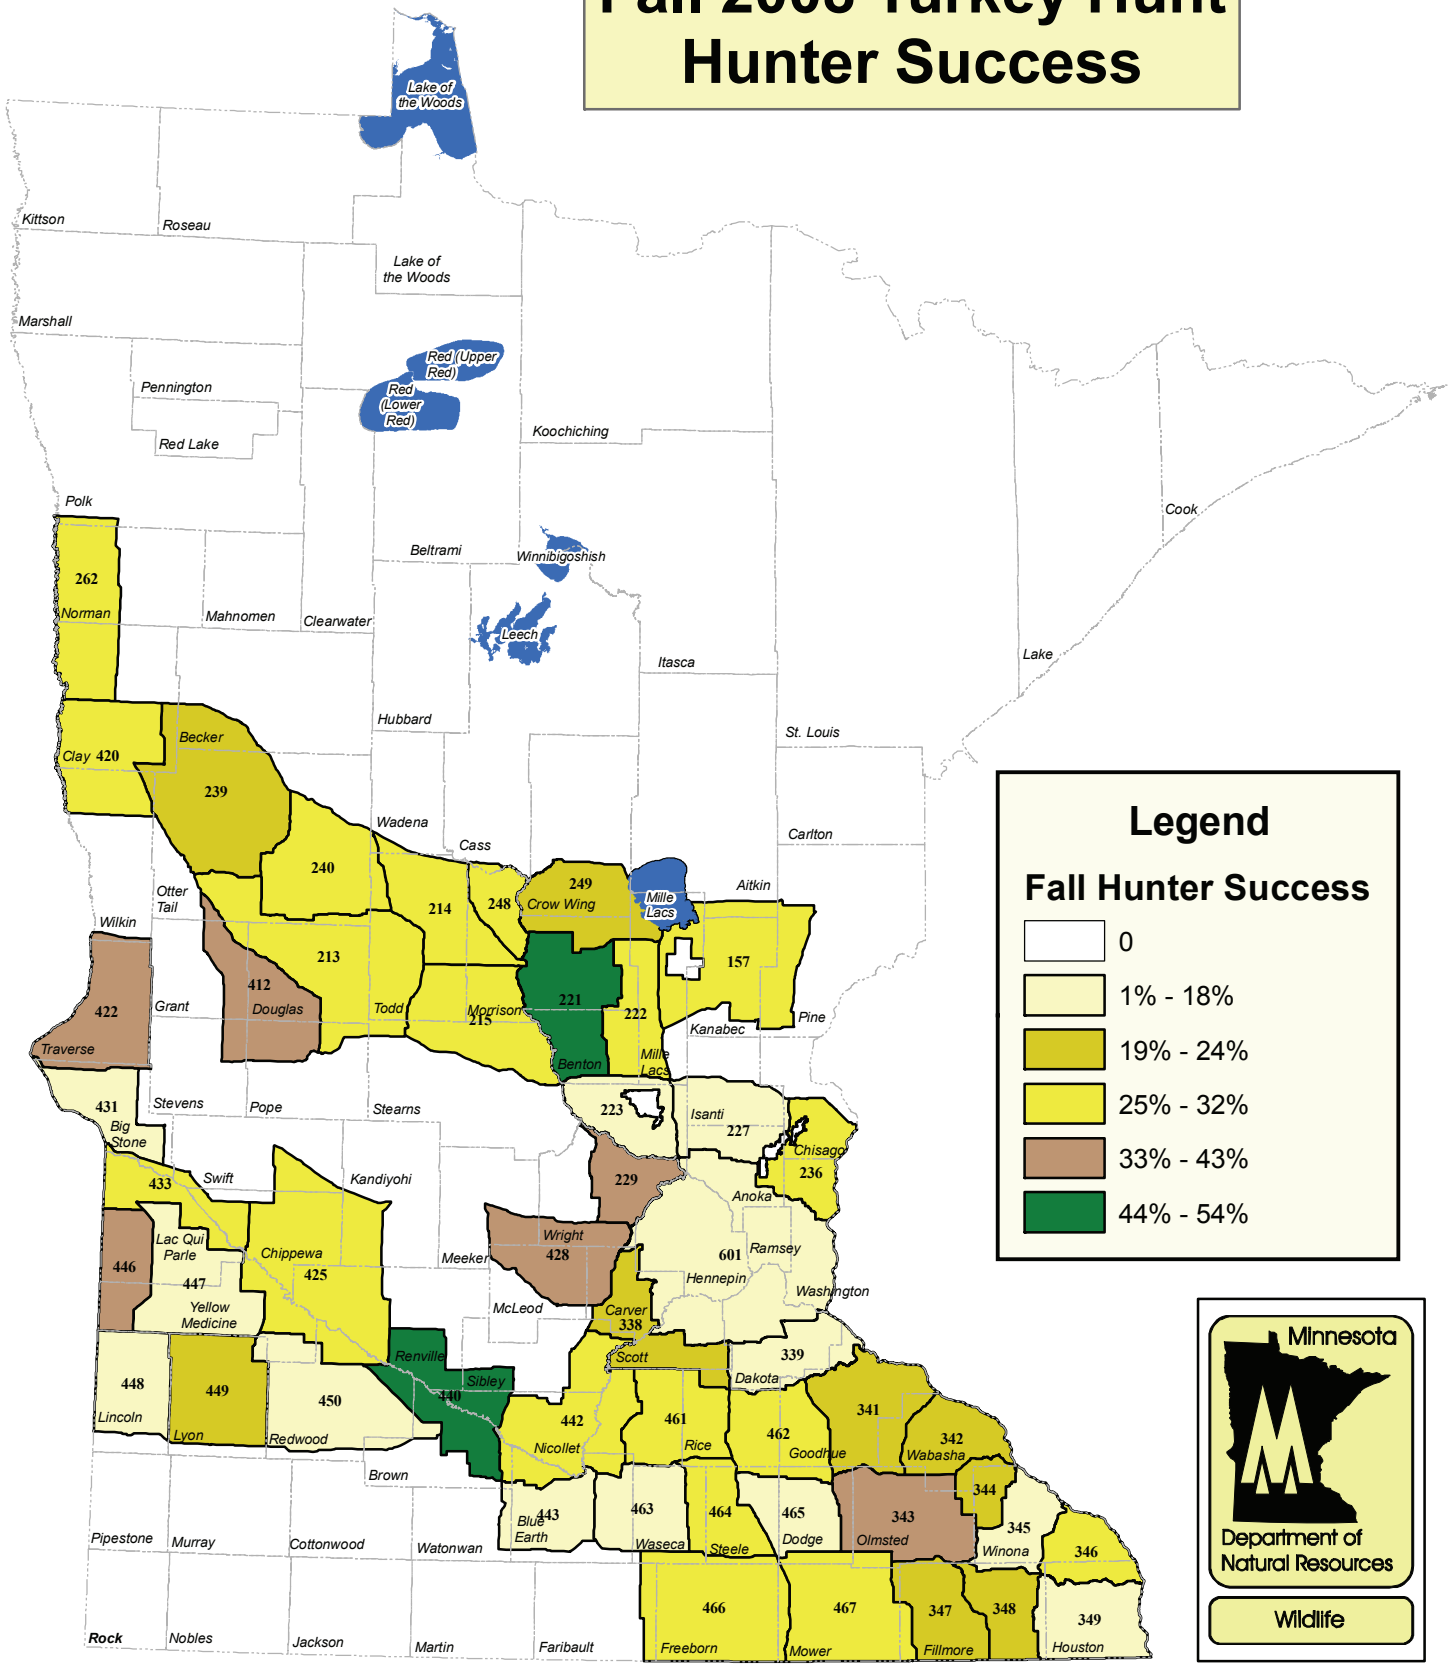 Fall 2008 Turkey Hunt
Hunter Success
Lake of
the Woods
Kittson
Roseau
Lake of
the Woods
Marshall
Red (Upper
Red)
Red
(Lower
Red)
Pennington
Red Lake
Koochiching
Polk
Cook
Beltrami
Winnibigoshish
262
Norman
Mahnomen
Clearwater
Leech
Itasca
Lake
Hubbard
St. Louis
Becker
Clay 420
239
Wadena
Cass
Carlton
240
Otter
Tail
214
248
249
Crow Wing
Mille
Lacs
Aitkin
Wilkin
213
157
412
Douglas
Grant
422
Traverse
Todd
Morrison
215
221
222
Benton
Mille
Lacs
Kanabec
Pine
431
Big
Stone
Stevens
Pope
Stearns
223
Isanti
227
Chisago
236
433
Swift
Kandiyohi
229
Anoka
Lac Qui
Parle
446
447
Yellow
Medicine
Chippewa
425
Meeker
Wright
428
601
Ramsey
Hennepin
Washington
McLeod
Carver
338
Scott
339
Dakota
Renville
Sibley
440
448
Lincoln
449
Lyon
450
Redwood
442
Nicollet
461
Rice
462
Goodhue
341
342
Wabasha
344
Brown
443
Blue
Earth
463
Waseca
464
Steele
465
Dodge
343
Olmsted
345
Winona
346
Pipestone
Murray
Cottonwood
Watonwan
466
Freeborn
467
Mower
347
Fillmore
348
349
Houston
Rock
Nobles
Jackson
Martin
Faribault
Legend
Fall Hunter Success
0
1% - 18%
19% - 24%
25% - 32%
33% - 43%
44% - 54%
Minnesota
Department of
Natural Resources
Wildlife